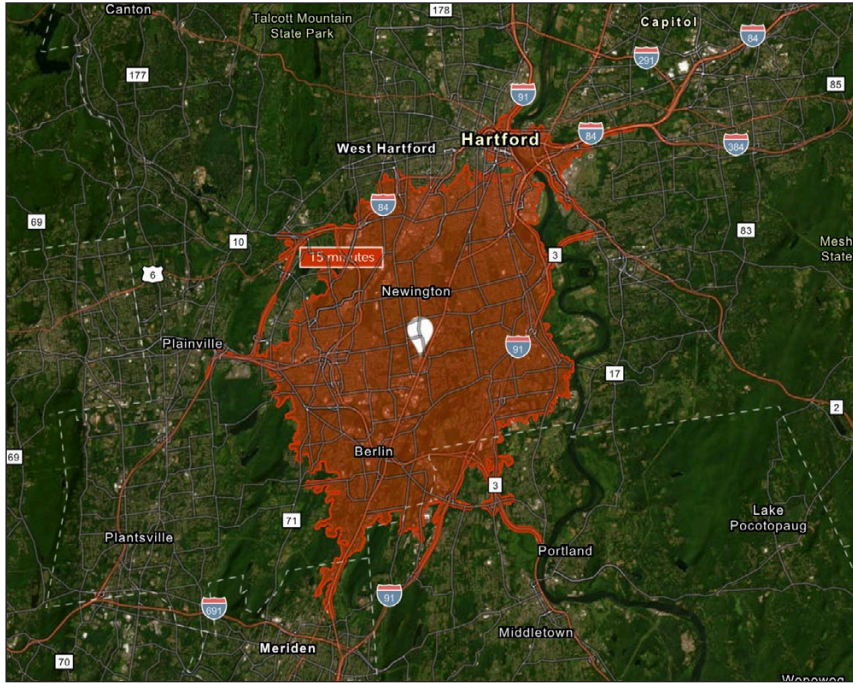 Canton
Talcott Mountain
State Park
178
Capitol
84
291
177
85
91
Hartford
84
384
West Hartford
69
84
10
83
Mesh
State
3
6
15 minutes
Newington
Plainville
91
17
2
Berlin
69
3
71
Lake
Pocotopaug
Plantsville
Portland
91
691
Middletown
Meriden
70